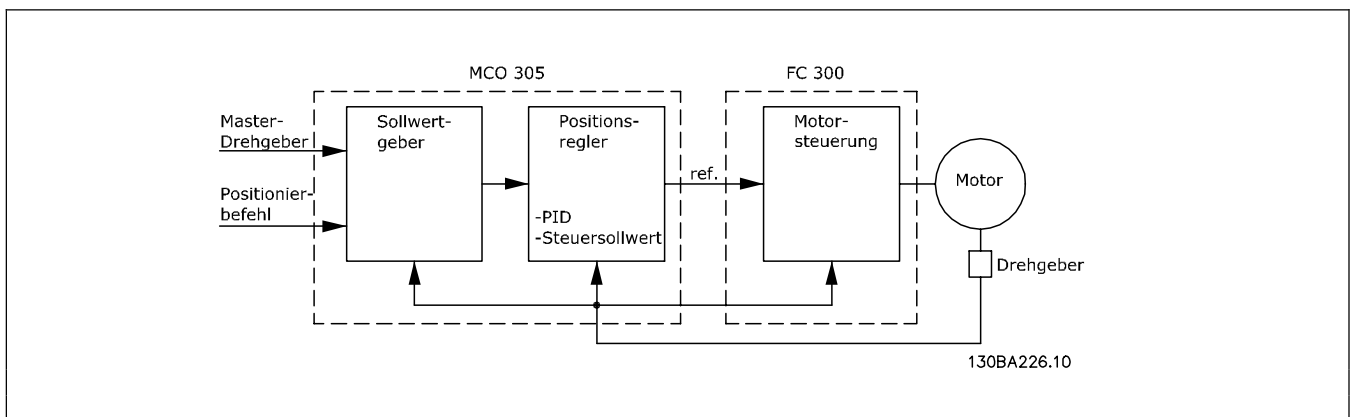 MCO 305
FC 300
Master-
Drehgeber
Positionier-
befehl
Sollwert-
geber
Positions-
regler
-PID
-Steuersollwert
ref.
Motor-
steuerung
Motor
Drehgeber
130BA226.10